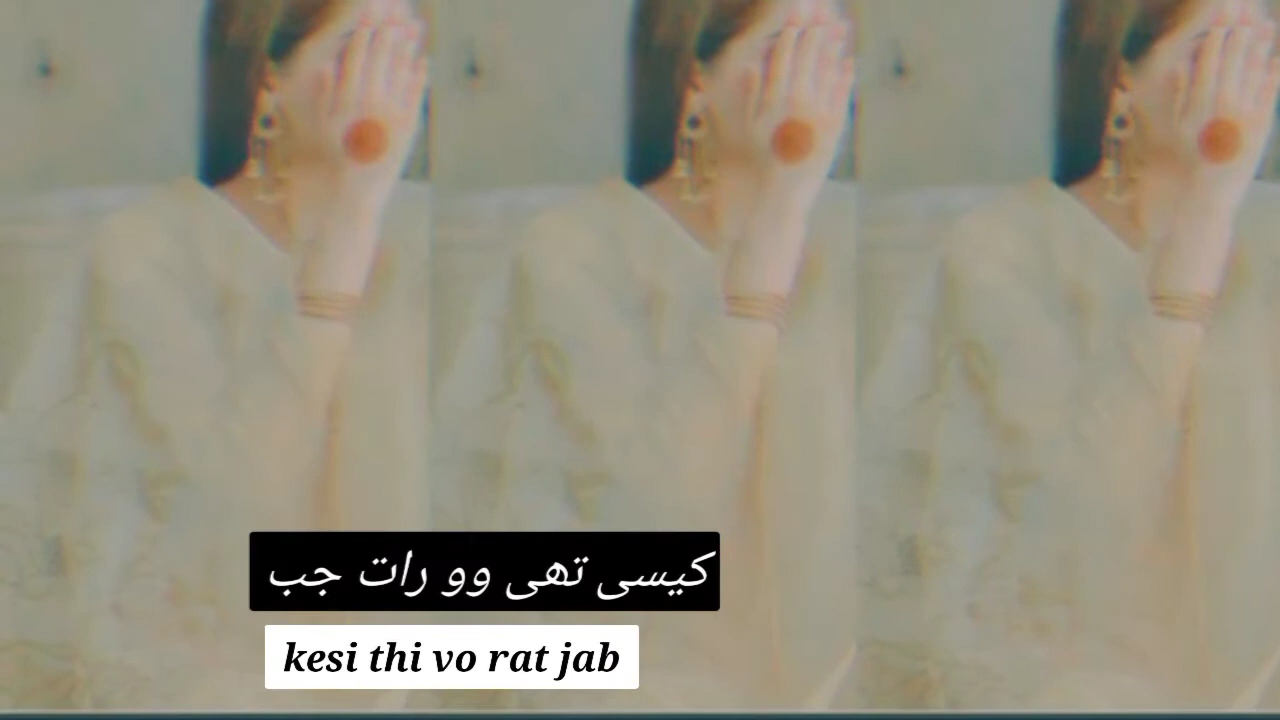 کیسی تھی وو رات جب
kesi thi vo rat jab